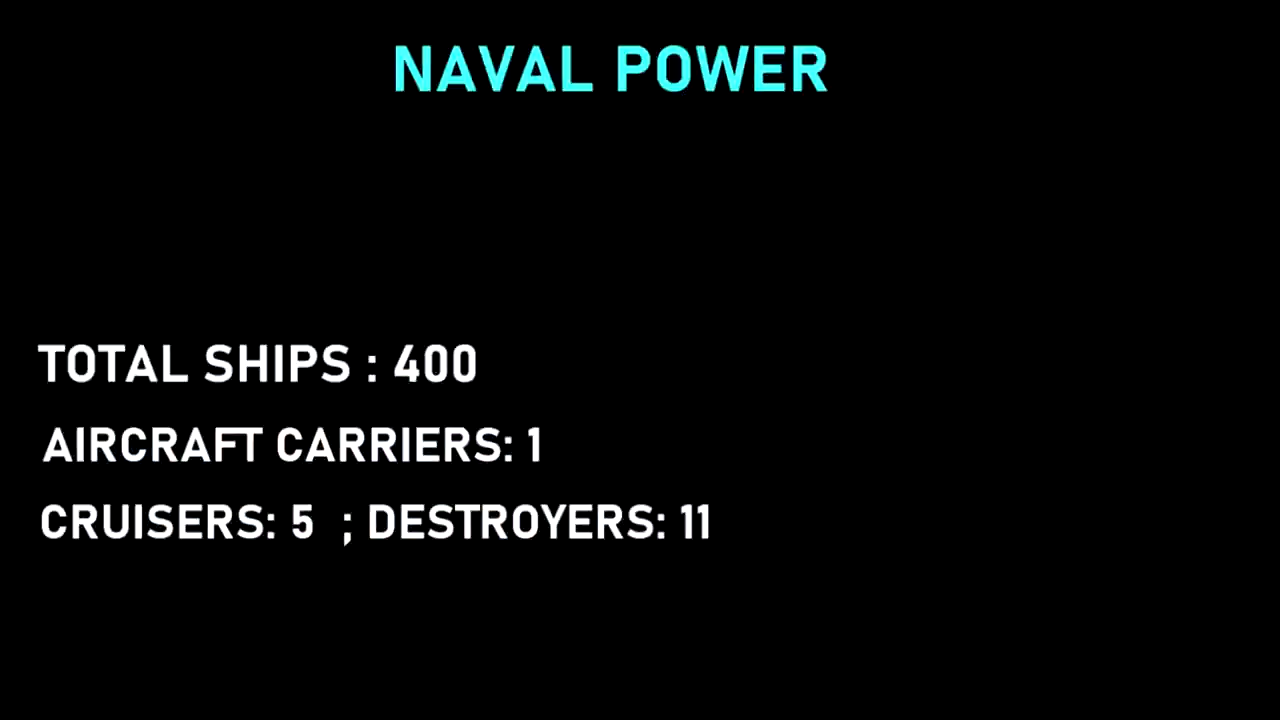 NAVAL POWER
TOTAL SHIPS : 400
AIRCRAFT CARRIERS: 1
CRUISERS: 5 ; DESTROYERS: 11